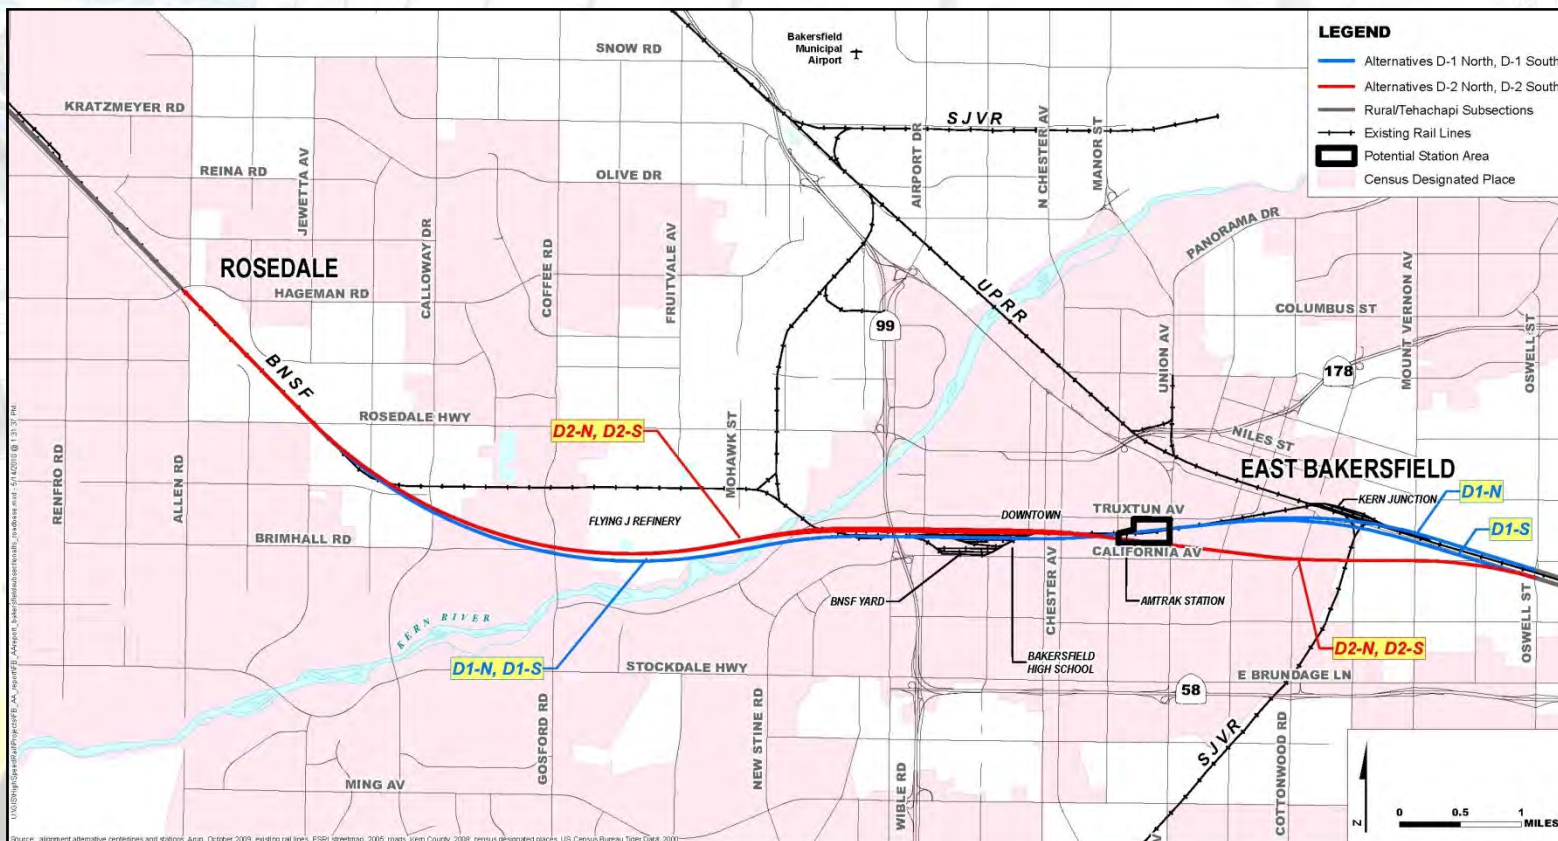 LEGEND
Alternatives D-1 North, D-1 South
Alternatives D-2 North, D-2 South
Rural/Tehachapi Subsections
Existing Rail Lines
Potential Station Area
Census Designated Place
SNOW RD
Bakersfield
Municipal
Airport
KRATZMEYER RD
SJVR
AIRPORT DR
N CHESTER AV
MANOR ST
REINA RD
JEWETTA AV
OLIVE DR
PANORAMA DR
ROSEDALE
HAGEMAN RD
CALLOWAY DR
COFFEE RD
FRUITVALE AV
UPRR
99
COLUMBUS ST
MOUNT VERNON AV
OSWELL ST
UNION AV
178
BNSF
ROSEDALE HWY
D2-N, D2-S
MOHAWK ST
NILES ST
EAST BAKERSFIELD
RENFRO RD
ALLEN RD
KERN JUNCTION
D1-N
FLYING J REFINERY
DOWNTOWN
TRUXTUN AV
D1-S
BRIMHALL RD
CALIFORNIA AV
BNSF YARD
CHESTER AV
AMTRAK STATION
KERN RIVER
D1-N, D1-S
STOCKDALE HWY
BAKERSFIELD
HIGH SCHOOL
D2-N, D2-S
OSWELL ST
E BRUNDAGE LN
58
GOSFORD RD
NEW STINE RD
SJVR
COTTONWOOD RD
MING AV
WIBLE RD
N
0 0.5 1
MILES